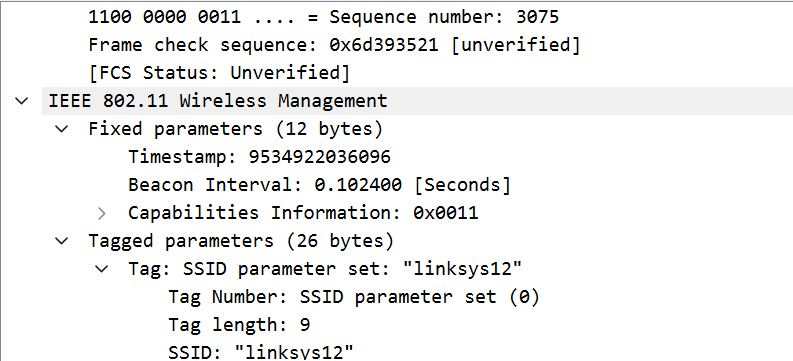 1100 0000 0011 .... = Sequence number: 3075
Frame check sequence: 0x6d393521 [unverified]
[FCS Status: Unverified]
IEEE 802.11 Wireless Management
Fixed parameters (12 bytes)
Timestamp: 9534922036096
Beacon Interval: 0.102400 [Seconds]
Capabilities Information: 0x0011
Tagged parameters (26 bytes)
Tag: SSID parameter set: "linksys12"
Tag Number: SSID parameter set (0)
Tag length: 9
SSID: "linksys12"